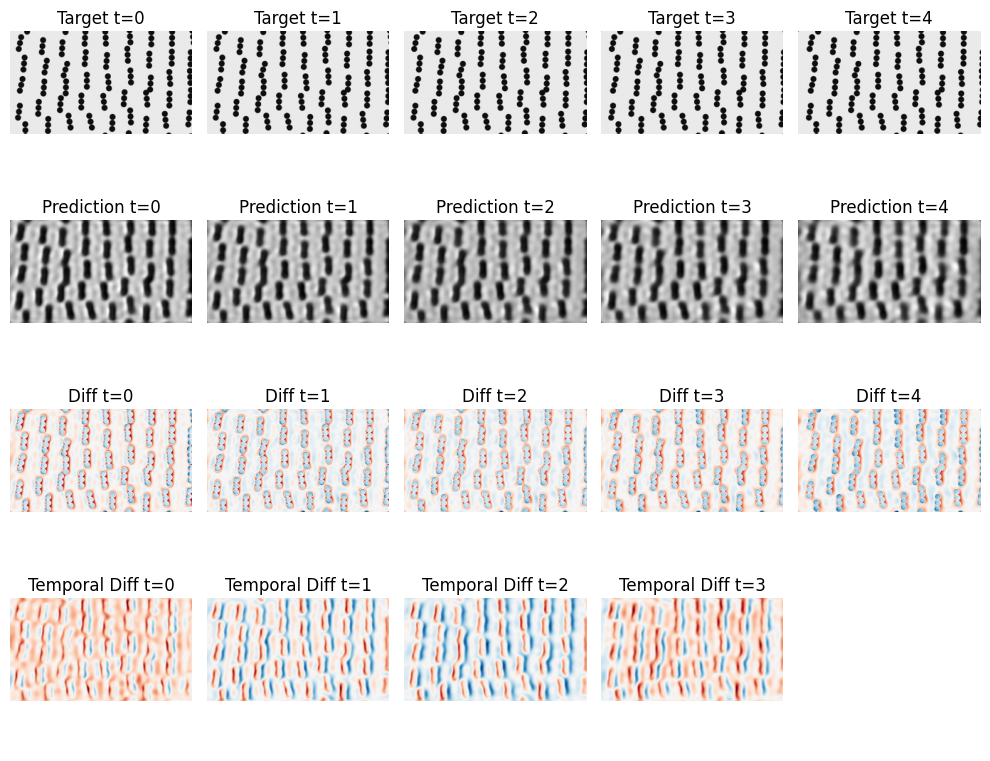 Target t=0 Target t=1 Target t=2 Target t=3 Target t=4
Prediction t=0 Prediction t=1 Prediction t=2 Prediction t=3 Prediction t=4
Diff t=0 Diff t=1 Diff t=2 Diff t=3 Diff t=4
Temporal Diff t=0 Temporal Diff t=1 Temporal Diff t=2 Temporal Diff t=3